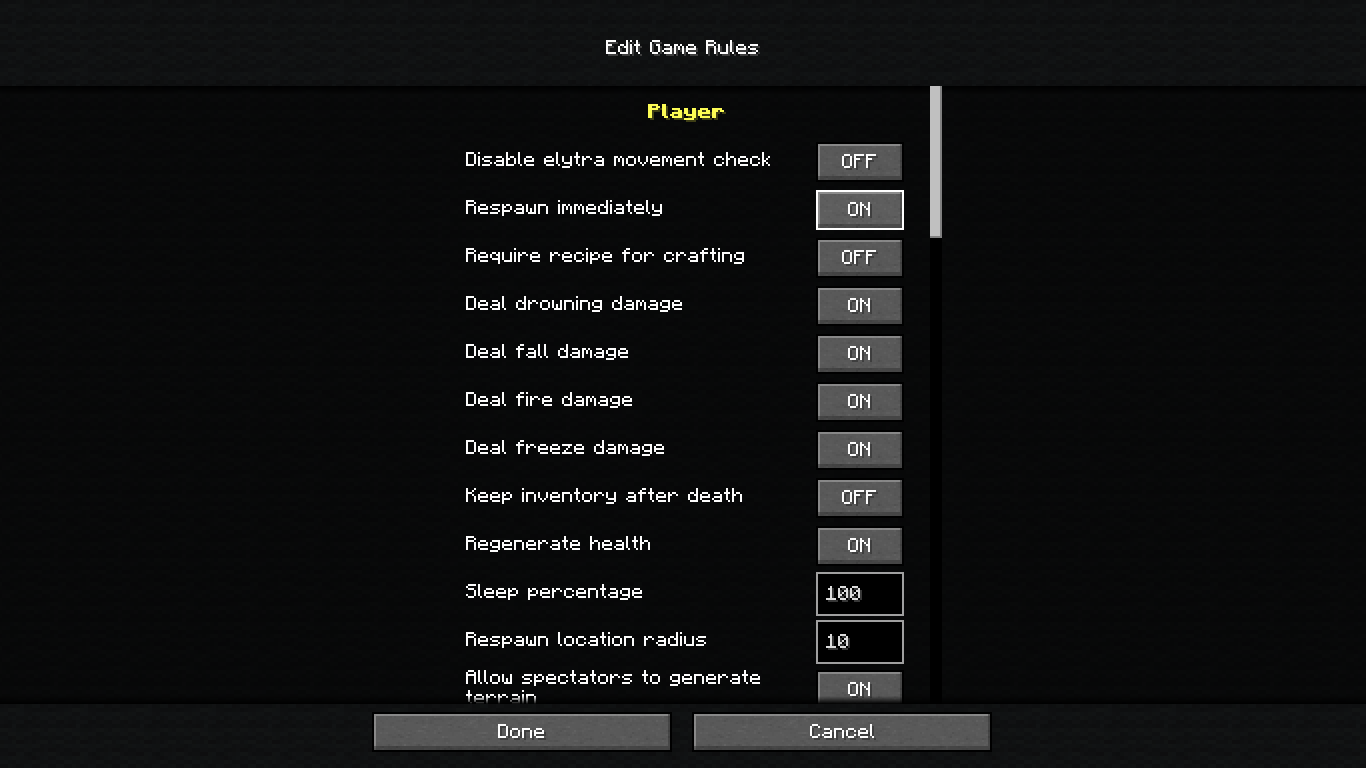 Edit Game Rules
Player
Disable elytra movement check OFF
Respawn immediately ON
Require recipe for crafting OFF
Deal drowning damage ON
Deal fall damage ON
Deal fire damage ON
Deal freeze damage ON
Keep inventory after death OFF
Regenerate health ON
Sleep percentage 100
Respawn location radius 10
Allow spectators to generate
terrain ON
Done Cancel